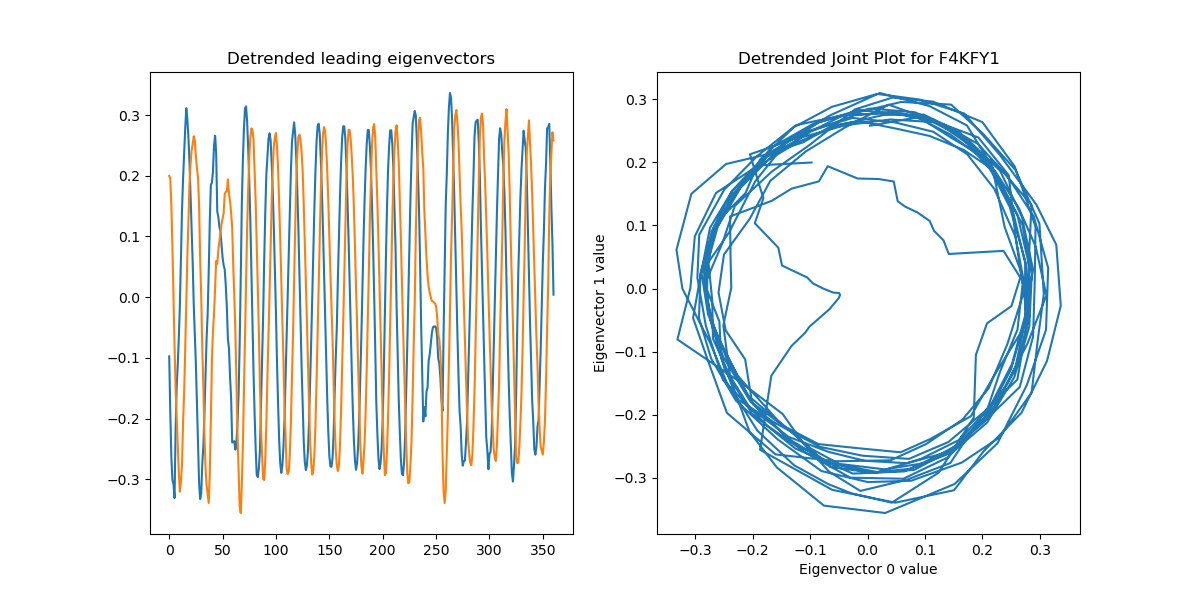 Detrended leading eigenvectors
0.3
0.2
0.1
0.0
−0.1
−0.2
−0.3
0 50 100 150 200 250 300 350
Detrended Joint Plot for F4KFY1
Eigenvector 1 value
0.3
0.2
0.1
0.0
−0.1
−0.2
−0.3
−0.3 −0.2 −0.1 0.0 0.1 0.2 0.3
Eigenvector 0 value